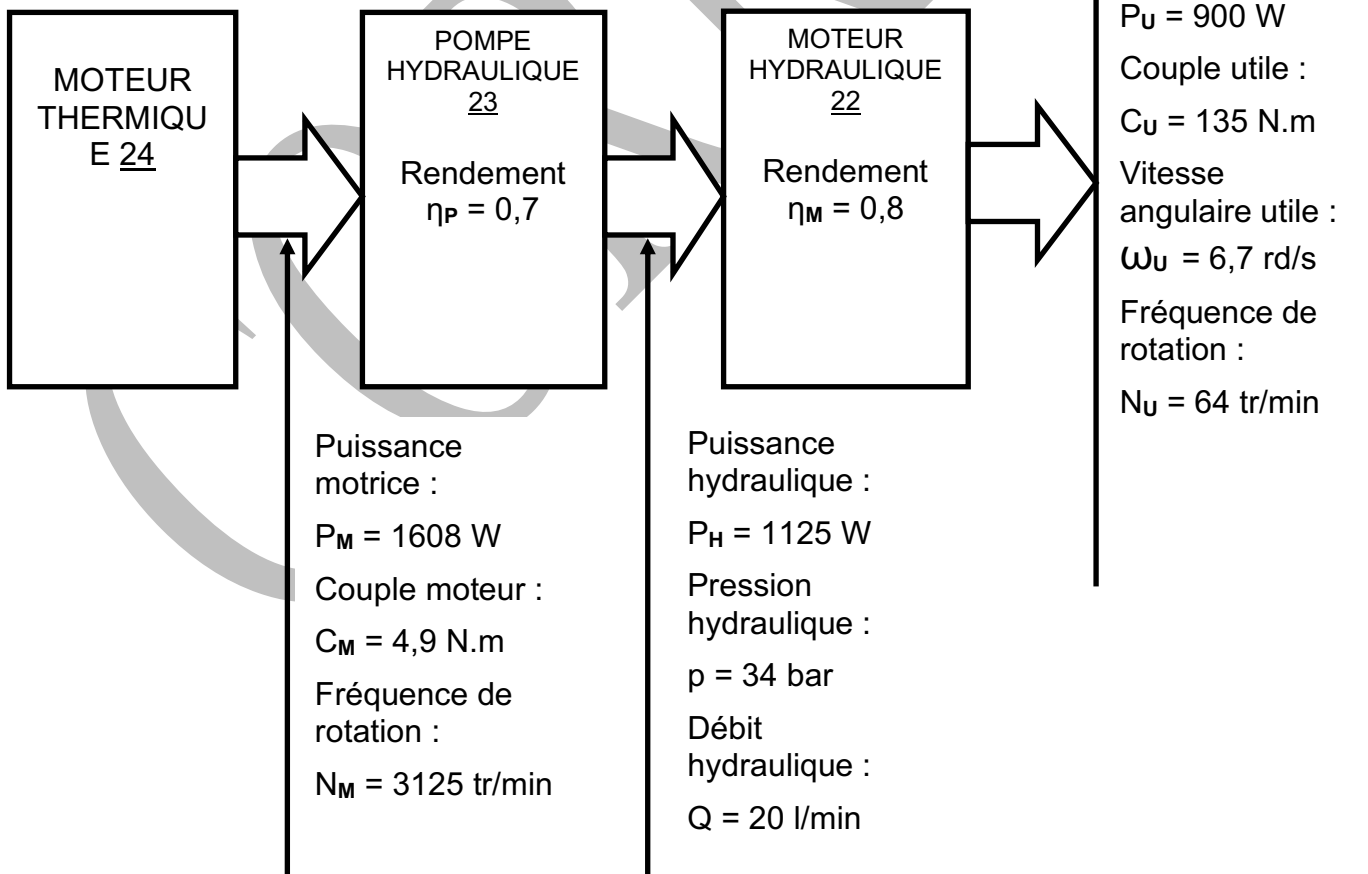 MOTEUR
THERMIQU
E 24
POMPE
HYDRAULIQUE
23
Rendement
ηP = 0,7
MOTEUR
HYDRAULIQUE
22
Rendement
ηM = 0,8
PU = 900 W
Couple utile :
CU = 135 N.m
Vitesse
angulaire utile :
ωU = 6,7 rd/s
Fréquence de
rotation :
NU = 64 tr/min
Puissance
motrice :
PM = 1608 W
Couple moteur :
CM = 4,9 N.m
Fréquence de
rotation :
NM = 3125 tr/min
Puissance
hydraulique :
PH = 1125 W
Pression
hydraulique :
p = 34 bar
Débit
hydraulique :
Q = 20 l/min